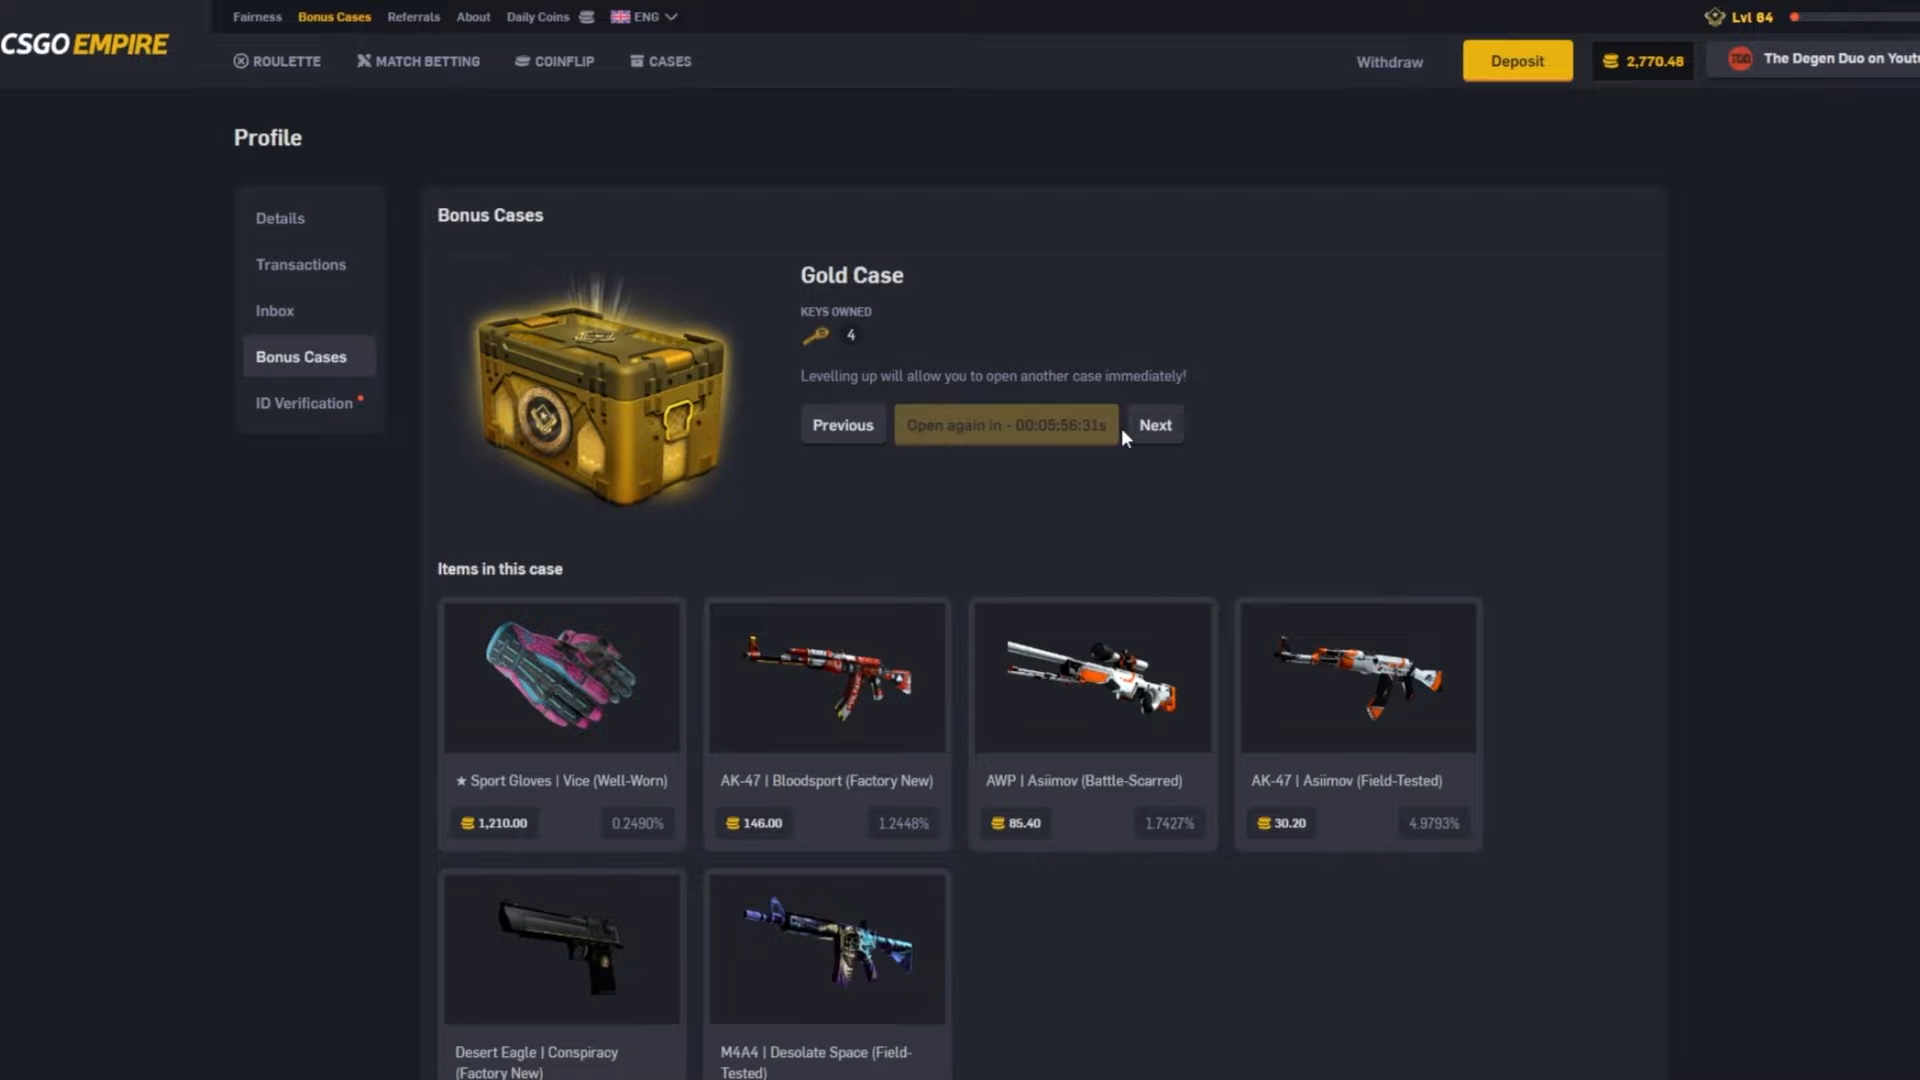 Fairness Bonus Cases Referrals About Daily Coins ENG Lvl 84
CSGOEMPIRE
ROULETTE MATCH BETTING COINFLIP CASES Withdraw Deposit 2,770.48 The Degen Duo on Yout
Profile
Details
Transactions
Inbox
Bonus Cases
ID Verification
Bonus Cases
Gold Case
KEYS OWNED
4
Levelling up will allow you to open another case immediately!
Previous Open again in - 00:05:56:31s Next
Items in this case
★ Sport Gloves | Vice (Well-Worn)
1,210.00 0.2490%
AK-47 | Bloodsport (Factory New)
146.00 1.2448%
AWP | Asiimov (Battle-Scarred)
85.40 1.7427%
AK-47 | Asiimov (Field-Tested)
30.20 4.9793%
Desert Eagle | Conspiracy
(Factory New)
M4A4 | Desolate Space (Field-
Tested)